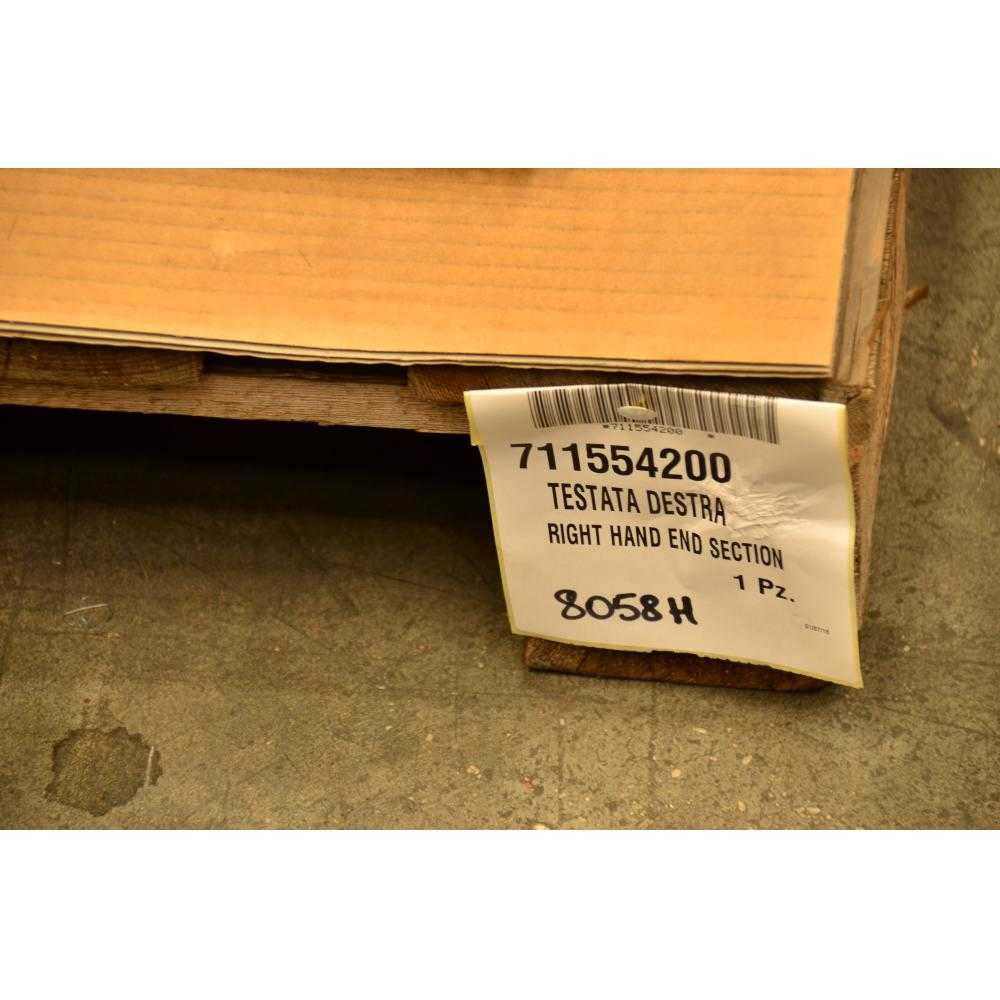 *711554200 *
711554200
TESTATA DESTRA
RIGHT HAND END SECTION
1 Pz.
8058H